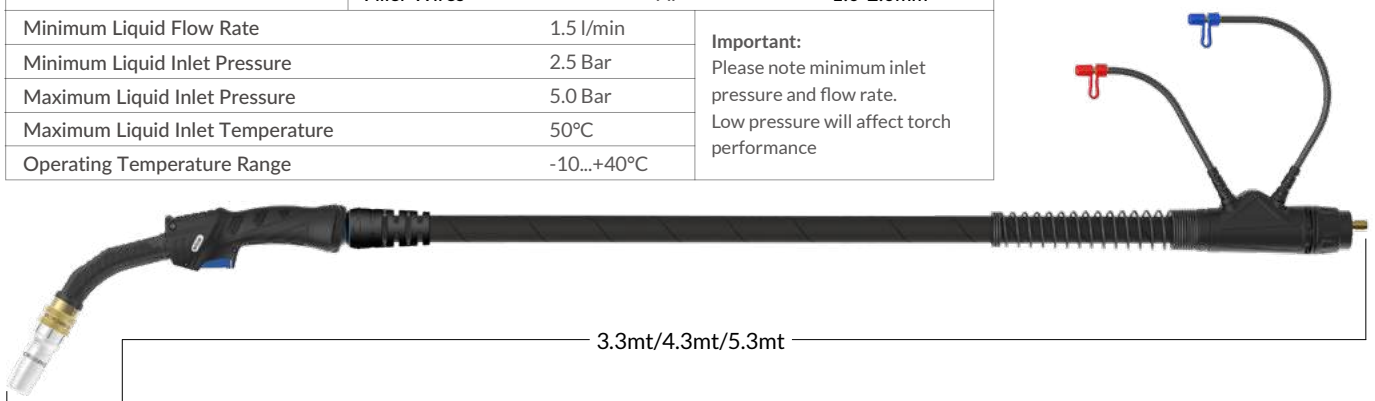 Minimum Liquid Flow Rate 1.5 l/min
Minimum Liquid Inlet Pressure 2.5 Bar
Maximum Liquid Inlet Pressure 5.0 Bar
Maximum Liquid Inlet Temperature 50°C
Operating Temperature Range -10...+40°C
Important:
Please note minimum inlet
pressure and flow rate.
Low pressure will affect torch
performance
3.3mt/4.3mt/5.3mt